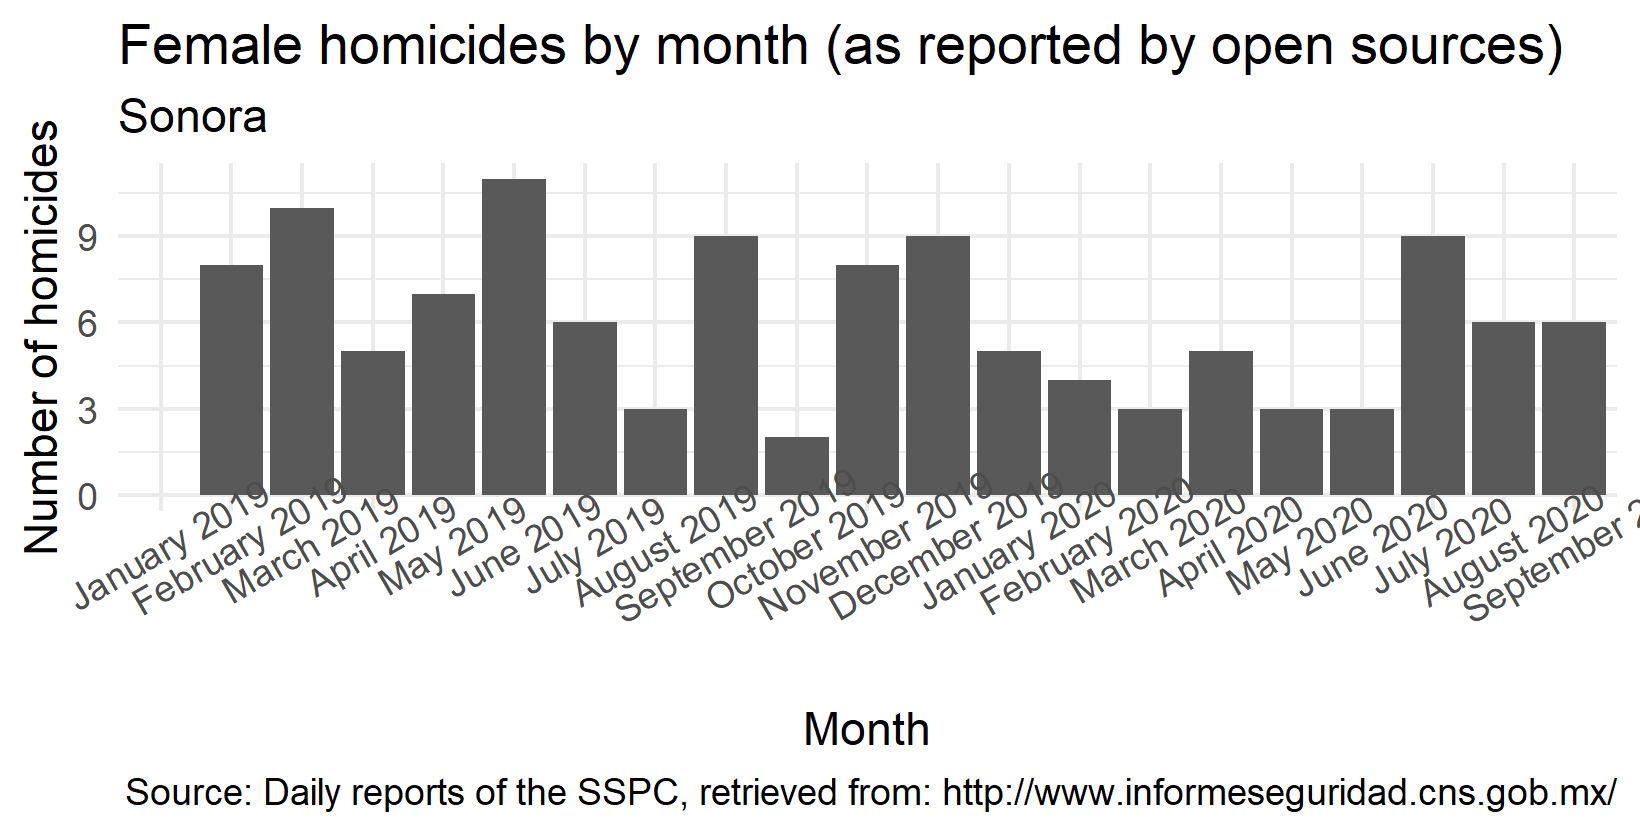 Female homicides by month (as reported by open sources)
Sonora
Number of homicides
9
6
3
0
January 2019
February 2019
March 2019
April 2019
May 2019
June 2019
July 2019
August 2019
September 2019
October 2019
November 2019
December 2019
January 2020
February 2020
March 2020
April 2020
May 2020
June 2020
July 2020
August 2020
September 2
Month
Source: Daily reports of the SSPC, retrieved from: http://www.informeseguridad.cns.gob.mx/